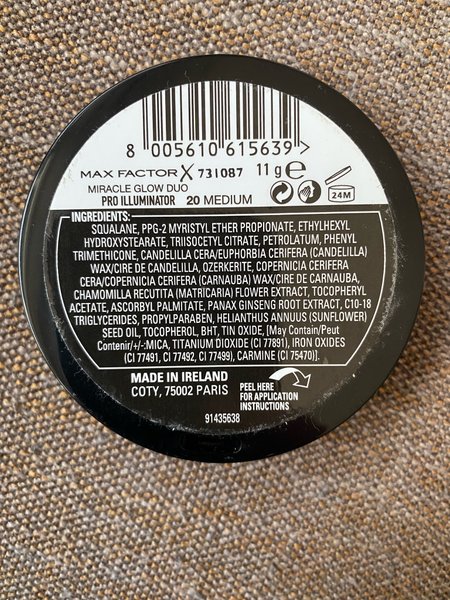 8 005610 615639 >
MAX FACTOR X 731087 11 g e
MIRACLE GLOW DUO
PRO ILLUMINATOR 20 MEDIUM
24M
INGREDIENTS:
SQUALANE, PPG-2 MYRISTYL ETHER PROPIONATE, ETHYLHEXYL
HYDROXYSTEARATE, TRIISOCETYL CITRATE, PETROLATUM, PHENYL
TRIMETHICONE, CANDELILLA CERA/EUPHORBIA CERIFERA (CANDELILLA)
WAX/CIRE DE CANDELILLA, OZERKERITE, COPERNICIA CERIFERA
CERA/COPERNICIA CERIFERA (CARNAUBA) WAX/CIRE DE CARNAUBA,
CHAMOMILLA RECUTITA (MATRICARIA) FLOWER EXTRACT, TOCOPHERYL
ACETATE, ASCORBYL PALMITATE, PANAX GINSENG ROOT EXTRACT, C10-18
TRIGLYCERIDES, PROPYLPARABEN, HELIANTHUS ANNUUS (SUNFLOWER)
SEED OIL, TOCOPHEROL, BHT, TIN OXIDE, [May Contain/Peut
Contenir/+/-:MICA, TITANIUM DIOXIDE (CI 77891), IRON OXIDES
(CI 77491, CI 77492, CI 77499), CARMINE (CI 75470)].
MADE IN IRELAND
COTY, 75002 PARIS
PEEL HERE
FOR APPLICATION
INSTRUCTIONS
91435638